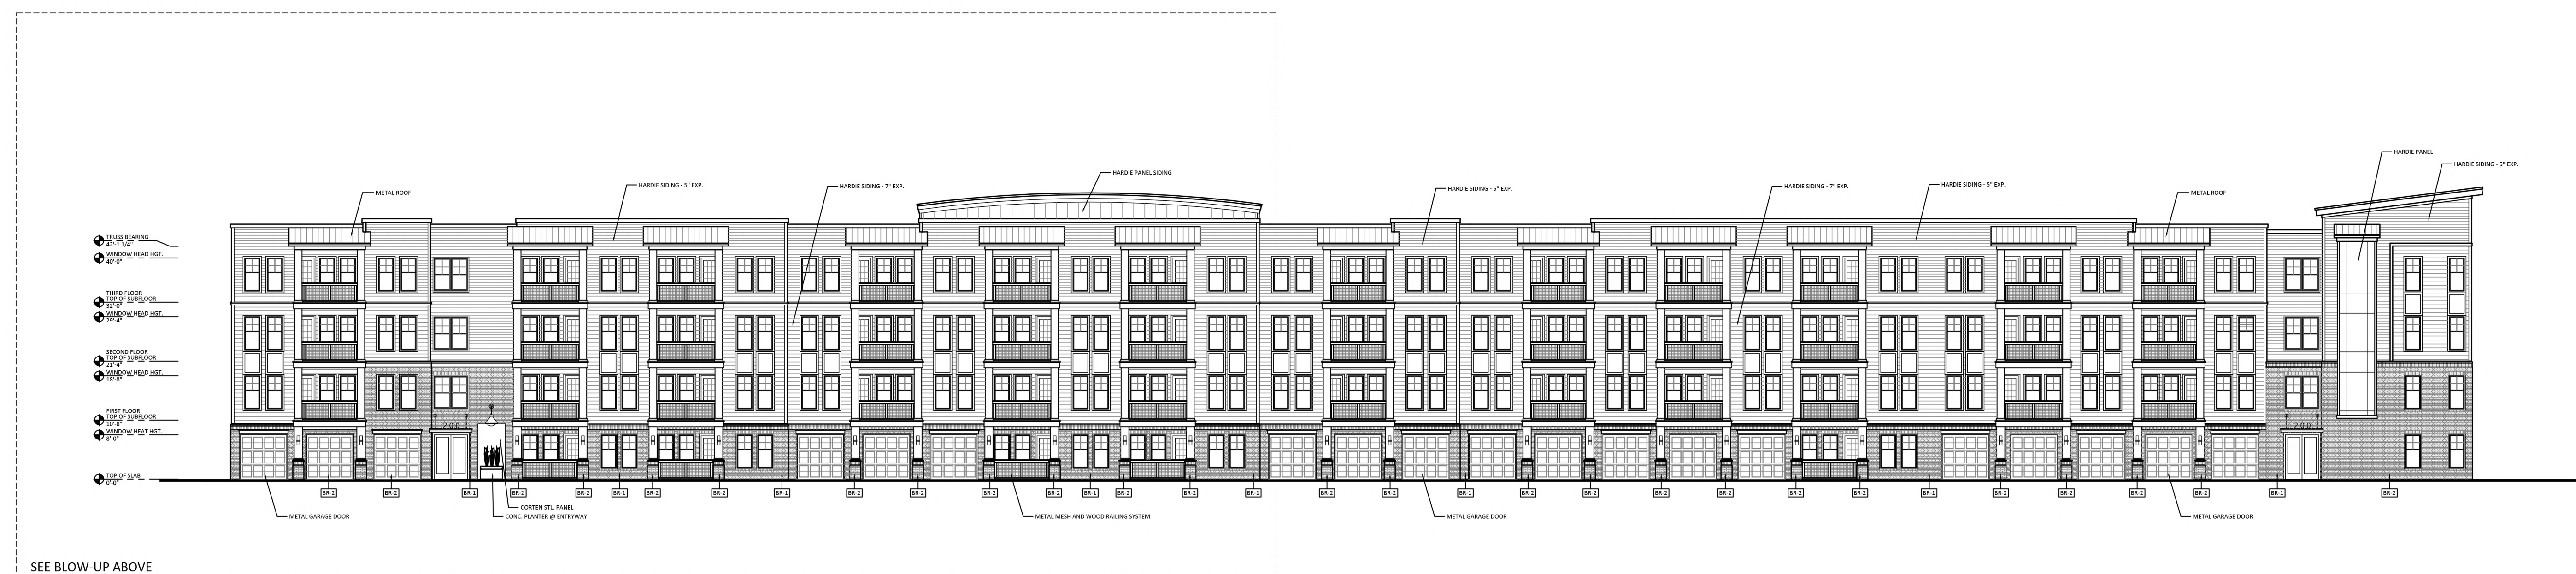 HARDIE PANEL
HARDIE SIDING - 5" EXP.
HARDIE PANEL SIDING
METAL ROOF
HARDIE SIDING - 5" EXP.
HARDIE SIDING - 7" EXP.
HARDIE SIDING - 5" EXP.
HARDIE SIDING - 7" EXP.
HARDIE SIDING - 5" EXP.
METAL ROOF
TRUSS BEARING
42'-1 1/4"
WINDOW HEAD HGT.
40'-0"
THIRD FLOOR
TOP OF SUBFLOOR
32'-0"
WINDOW HEAD HGT.
29'-4"
SECOND FLOOR
TOP OF SUBFLOOR
21'-4"
WINDOW HEAD HGT.
18'-8"
FIRST FLOOR
TOP OF SUBFLOOR
10'-8"
WINDOW HEAT HGT.
8'-0"
TOP OF SLAB
0'-0"
200
200
BR-2
BR-2
BR-1
BR-2
BR-2
BR-1
BR-2
BR-2
BR-1
BR-2
BR-2
BR-2
BR-2
BR-1
BR-2
BR-2
BR-1
BR-2
BR-2
BR-1
BR-2
BR-2
BR-2
BR-2
BR-2
BR-2
BR-1
BR-2
BR-2
BR-2
BR-2
BR-1
BR-2
METAL GARAGE DOOR
CORTEN STL. PANEL
CONC. PLANTER @ ENTRYWAY
METAL MESH AND WOOD RAILING SYSTEM
METAL GARAGE DOOR
METAL GARAGE DOOR
SEE BLOW-UP ABOVE